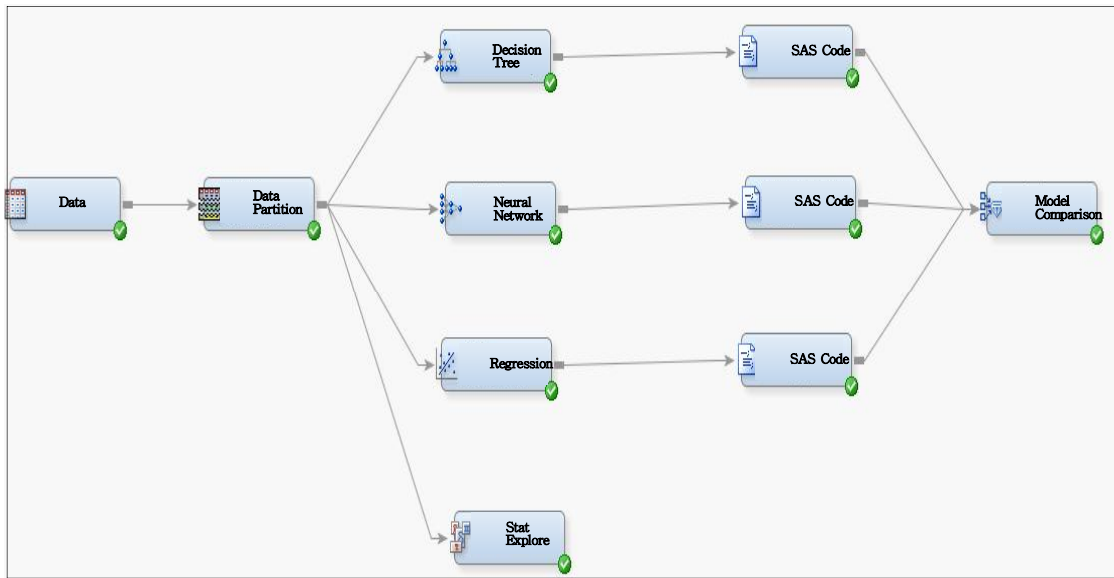 Decision
Tree
SAS Code
Data
Data
Partition
Neural
Network
SAS Code
Model
Comparison
Regression
SAS Code
Stat
Explore